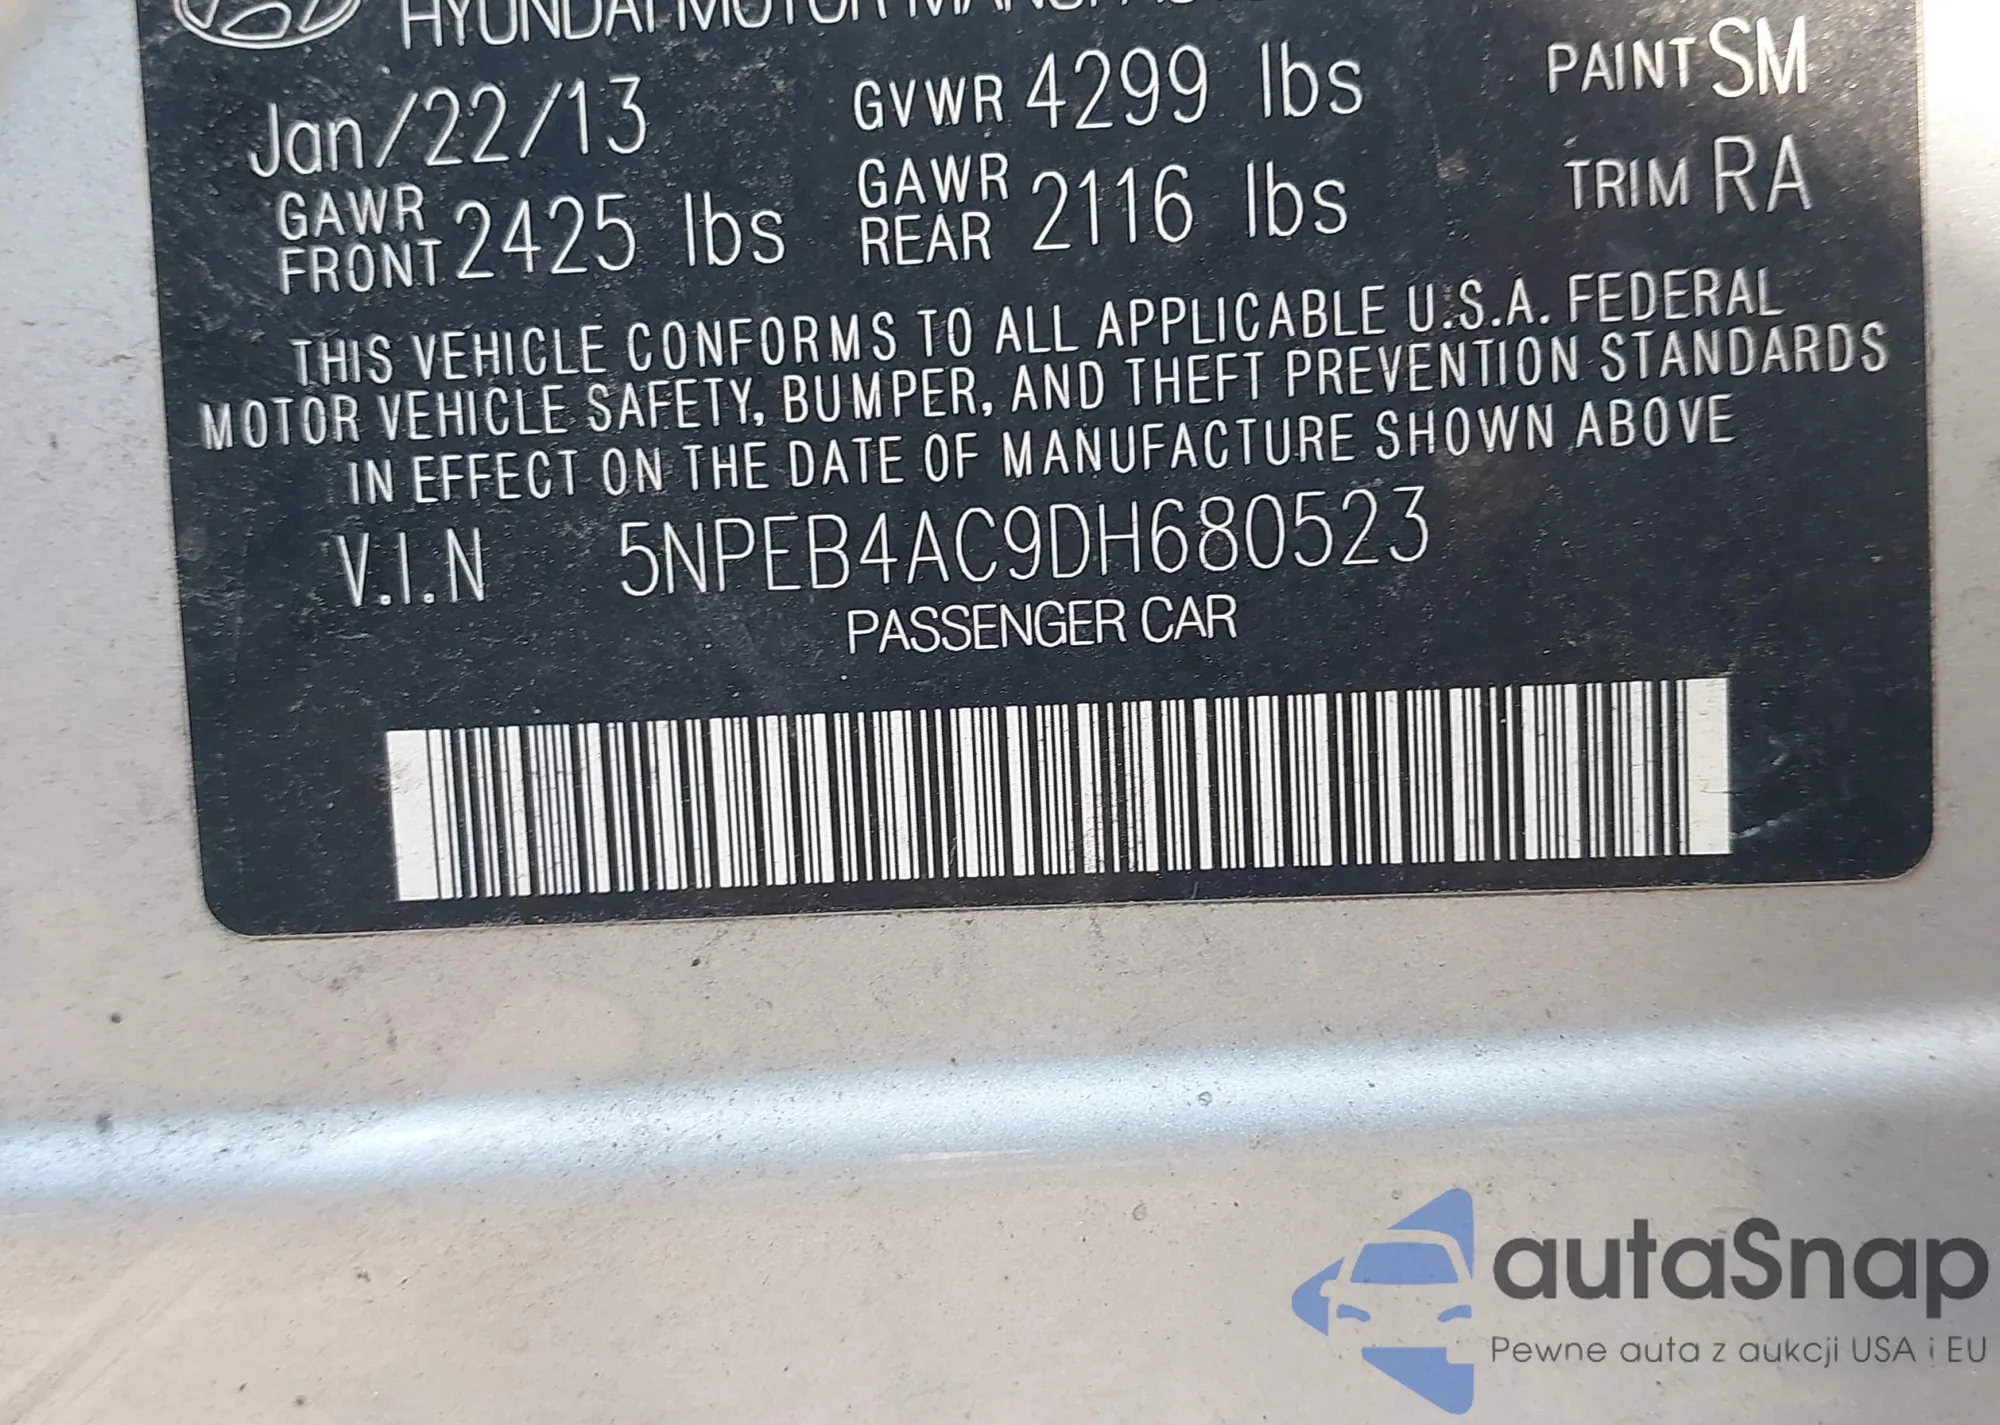 HYUNDAI MOTOR
Jan/22/13 GVWR 4299 lbs PAINT SM
GAWR FRONT 2425 lbs GAWR REAR 2116 lbs TRIM RA
THIS VEHICLE CONFORMS TO ALL APPLICABLE U.S.A. FEDERAL
MOTOR VEHICLE SAFETY, BUMPER, AND THEFT PREVENTION STANDARDS
IN EFFECT ON THE DATE OF MANUFACTURE SHOWN ABOVE
V.I.N 5NPEB4AC9DH680523
PASSENGER CAR
autaSnap
Pewne auta z aukcji USA i EU